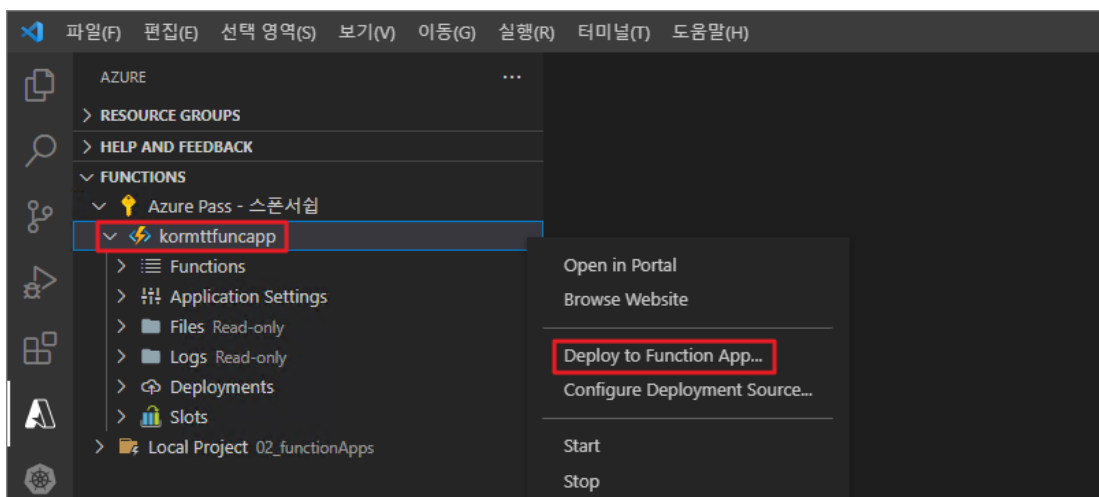 파일(F) 편집(E) 선택 영역(S) 보기(V) 이동(G) 실행(R) 터미널(T) 도움말(H)
AZURE ...
RESOURCE GROUPS
HELP AND FEEDBACK
FUNCTIONS
Azure Pass - 스폰서쉽
kormttfuncapp
Functions
Application Settings
Files Read-only
Logs Read-only
Deployments
Slots
Local Project 02_functionApps
Open in Portal
Browse Website
Deploy to Function App...
Configure Deployment Source...
Start
Stop